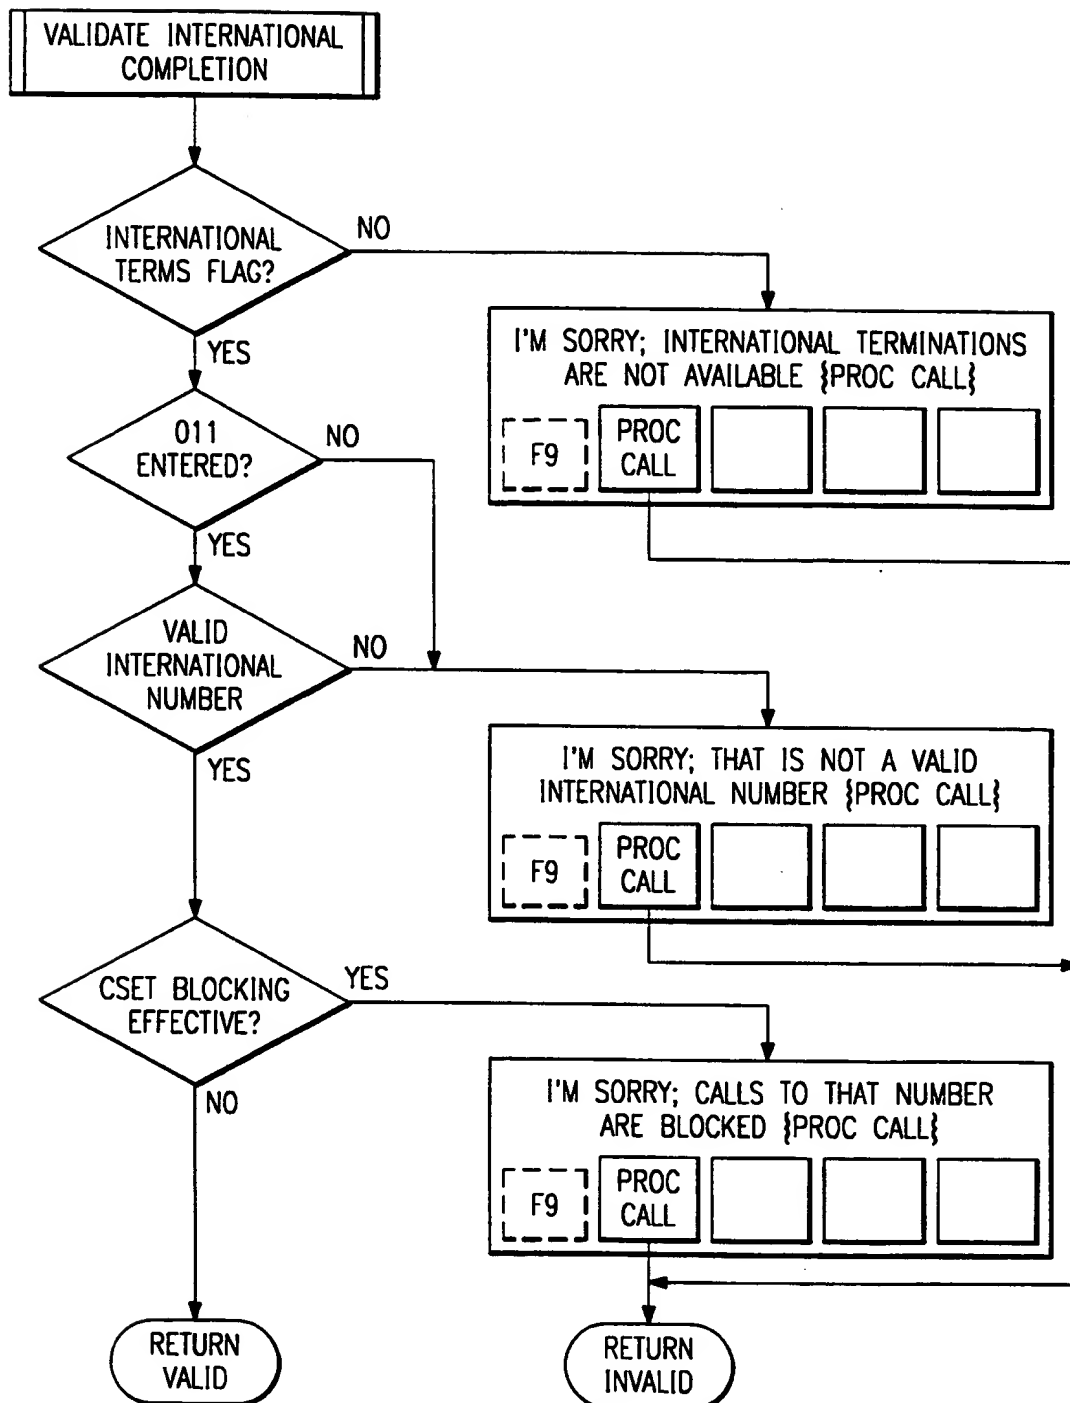 VALIDATE INTERNATIONAL
COMPLETION
INTERNATIONAL
TERMS FLAG?
NO
YES
I'M SORRY; INTERNATIONAL TERMINATIONS
ARE NOT AVAILABLE {PROC CALL}
F9
PROC
CALL
011
ENTERED?
NO
YES
VALID
INTERNATIONAL
NUMBER
NO
YES
I'M SORRY; THAT IS NOT A VALID
INTERNATIONAL NUMBER {PROC CALL}
F9
PROC
CALL
CSET BLOCKING
EFFECTIVE?
YES
NO
I'M SORRY; CALLS TO THAT NUMBER
ARE BLOCKED {PROC CALL}
F9
PROC
CALL
RETURN
VALID
RETURN
INVALID